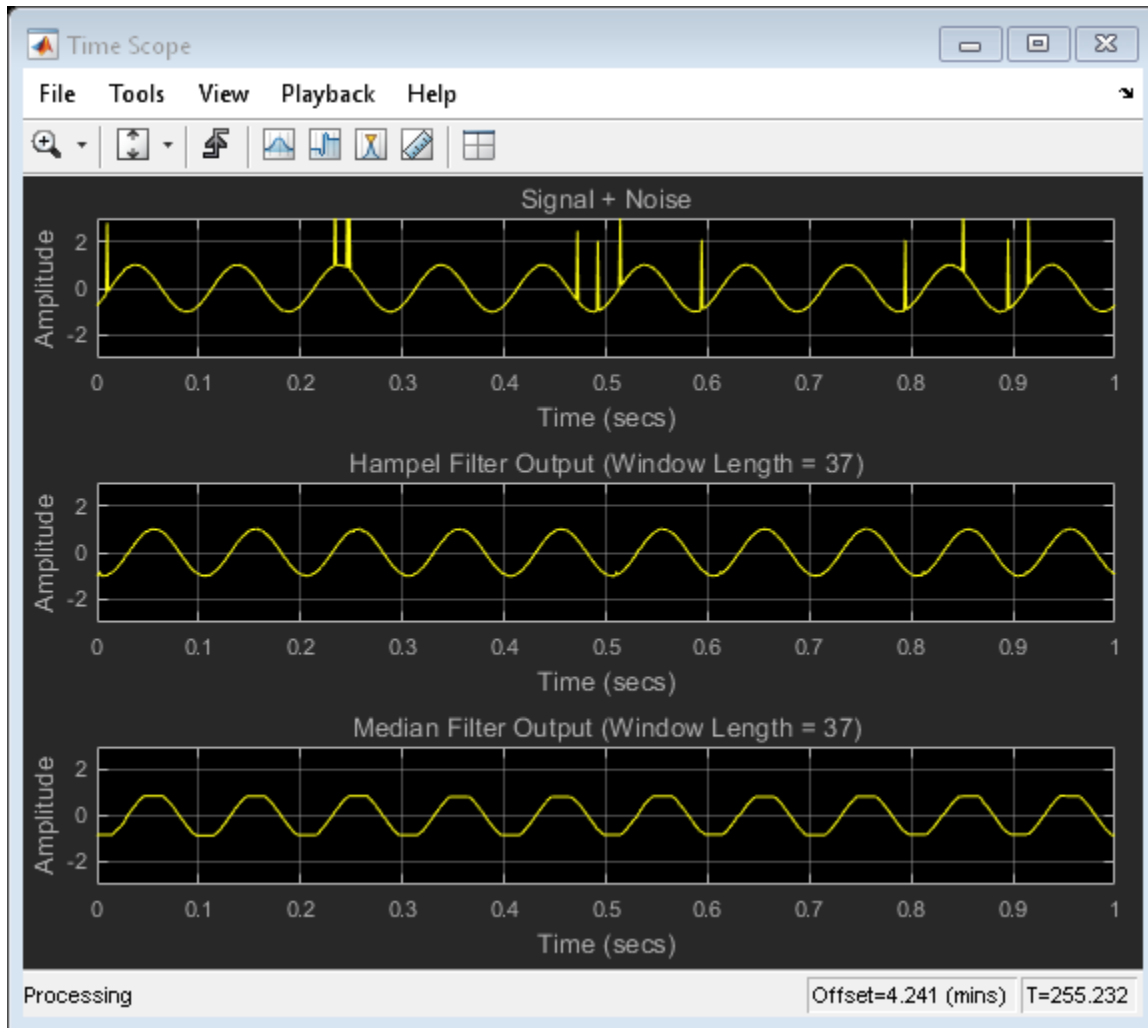 Time Scope
File Tools View Playback Help
Signal + Noise
Amplitude
2
0
-2
0 0.1 0.2 0.3 0.4 0.5 0.6 0.7 0.8 0.9 1
Time (secs)
Hampel Filter Output (Window Length = 37)
Amplitude
2
0
-2
0 0.1 0.2 0.3 0.4 0.5 0.6 0.7 0.8 0.9 1
Time (secs)
Median Filter Output (Window Length = 37)
Amplitude
2
0
-2
0 0.1 0.2 0.3 0.4 0.5 0.6 0.7 0.8 0.9 1
Time (secs)
Processing Offset=4.241 (mins) T=255.232